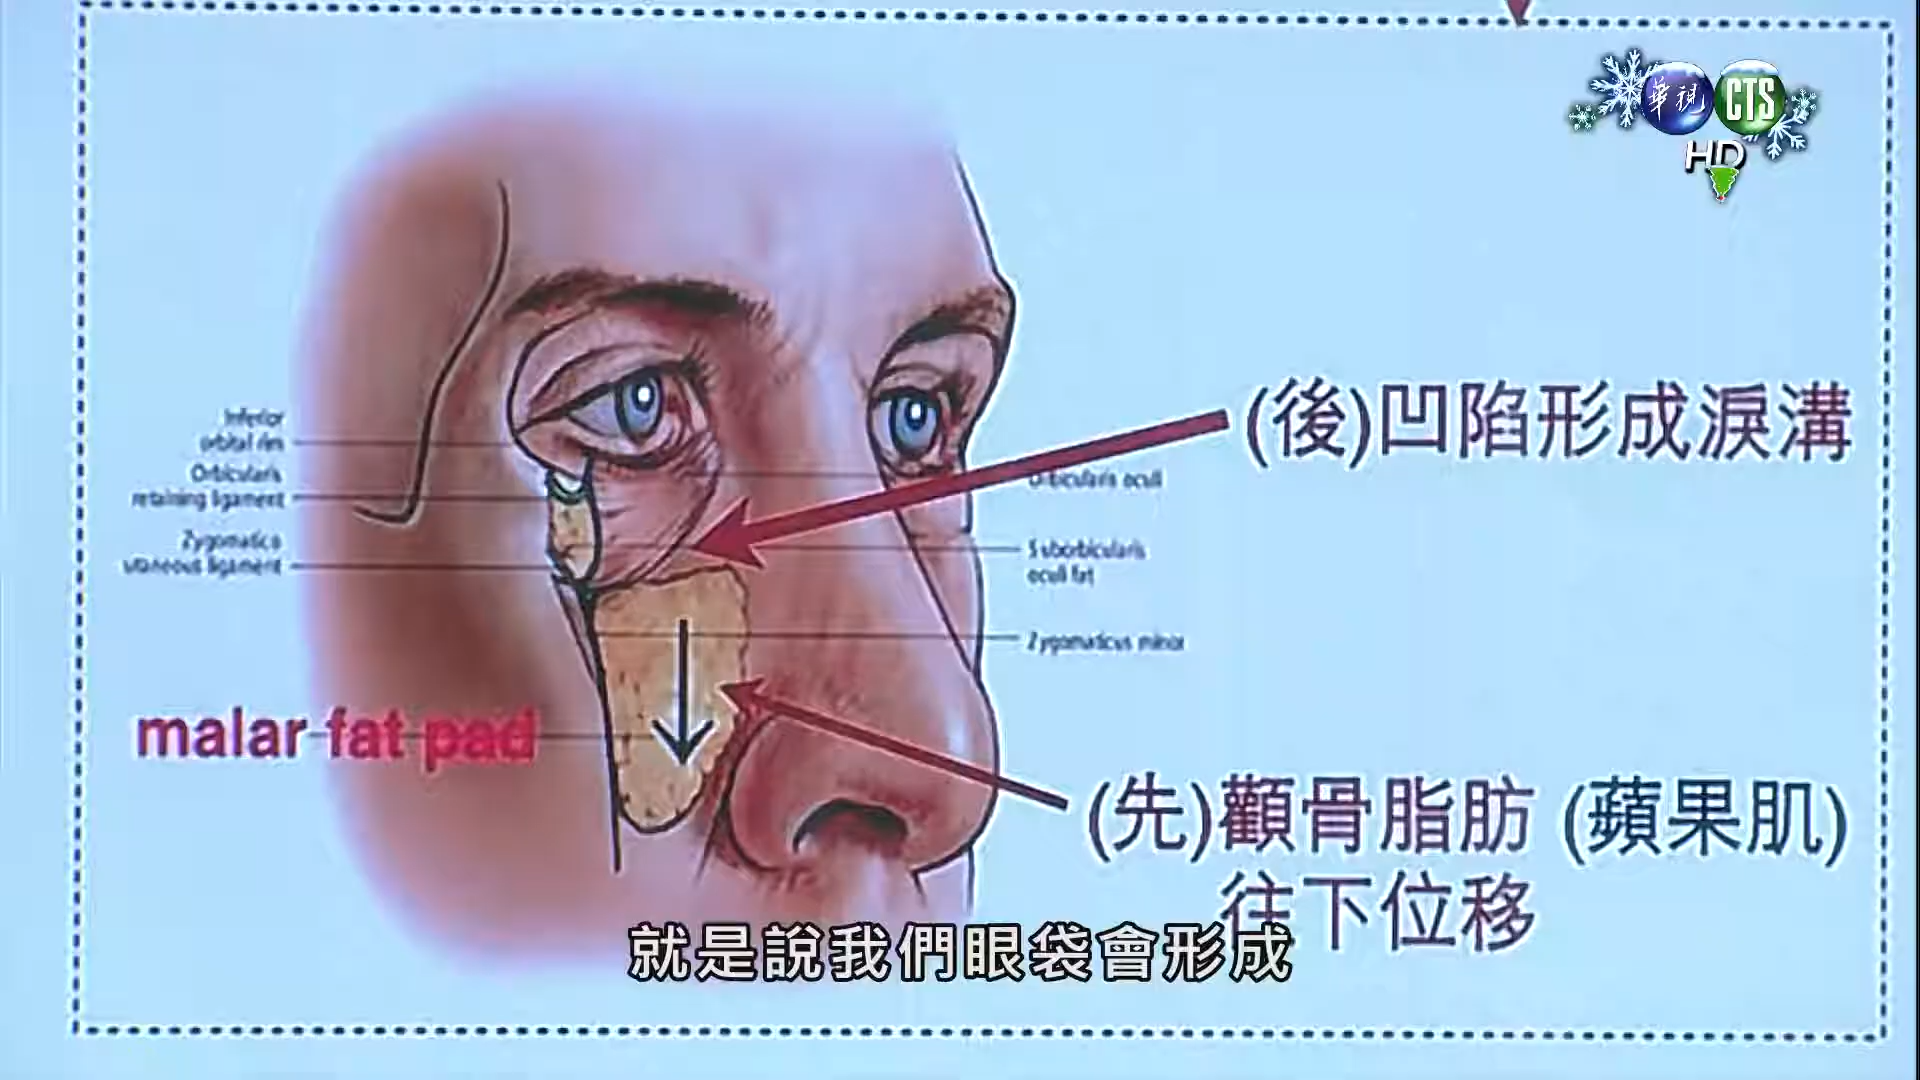 華視 CTS
HD
(後)凹陷形成淚溝
Inferior
orbital rim
Orbicularis
retaining ligament
Zygomatico
utaneous ligament
Orbicularis oculi
Suborbicularis
oculi fat
Zygomaticus minor
malar fat pad
(先)顴骨脂肪 (蘋果肌)
往下位移
就是說我們眼袋會形成